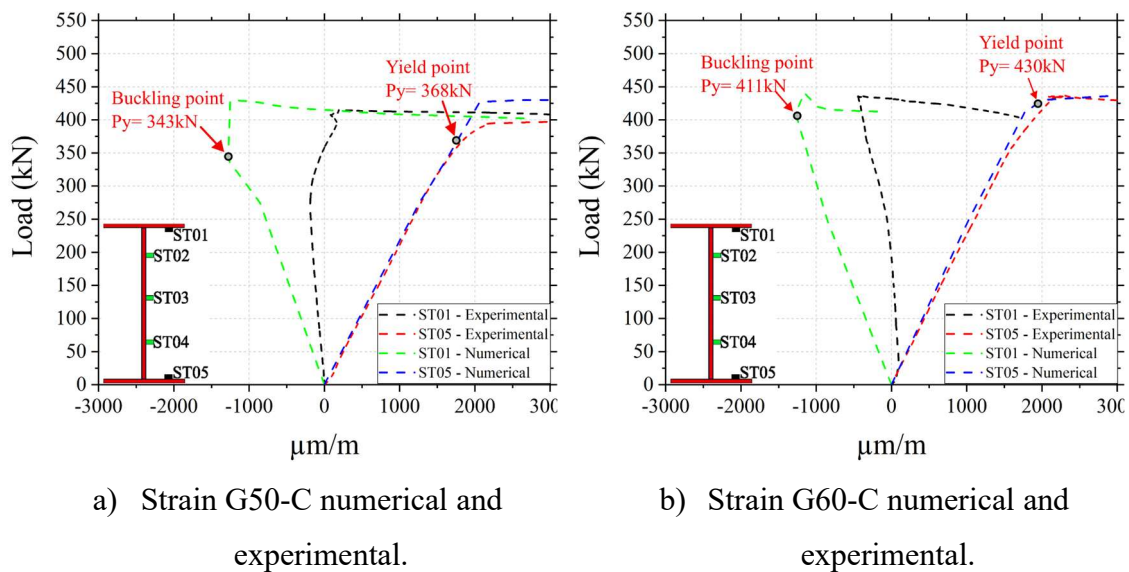 550
500
450
400
350
300
250
200
150
100
50
0
Load (kN)
Buckling point
Py= 343kN
Yield point
Py= 368kN
ST01
ST02
ST03
ST04
ST05
ST01 - Experimental
ST05 - Experimental
ST01 - Numerical
ST05 - Numerical
-3000 -2000 -1000 0 1000 2000 300
µm/m
a) Strain G50-C numerical and
experimental.
550
500
450
400
350
300
250
200
150
100
50
0
Load (kN)
Buckling point
Py= 411kN
Yield point
Py= 430kN
ST01
ST02
ST03
ST04
ST05
ST01 - Experimental
ST05 - Experimental
ST01 - Numerical
ST05 - Numerical
-3000 -2000 -1000 0 1000 2000 300
µm/m
b) Strain G60-C numerical and
experimental.